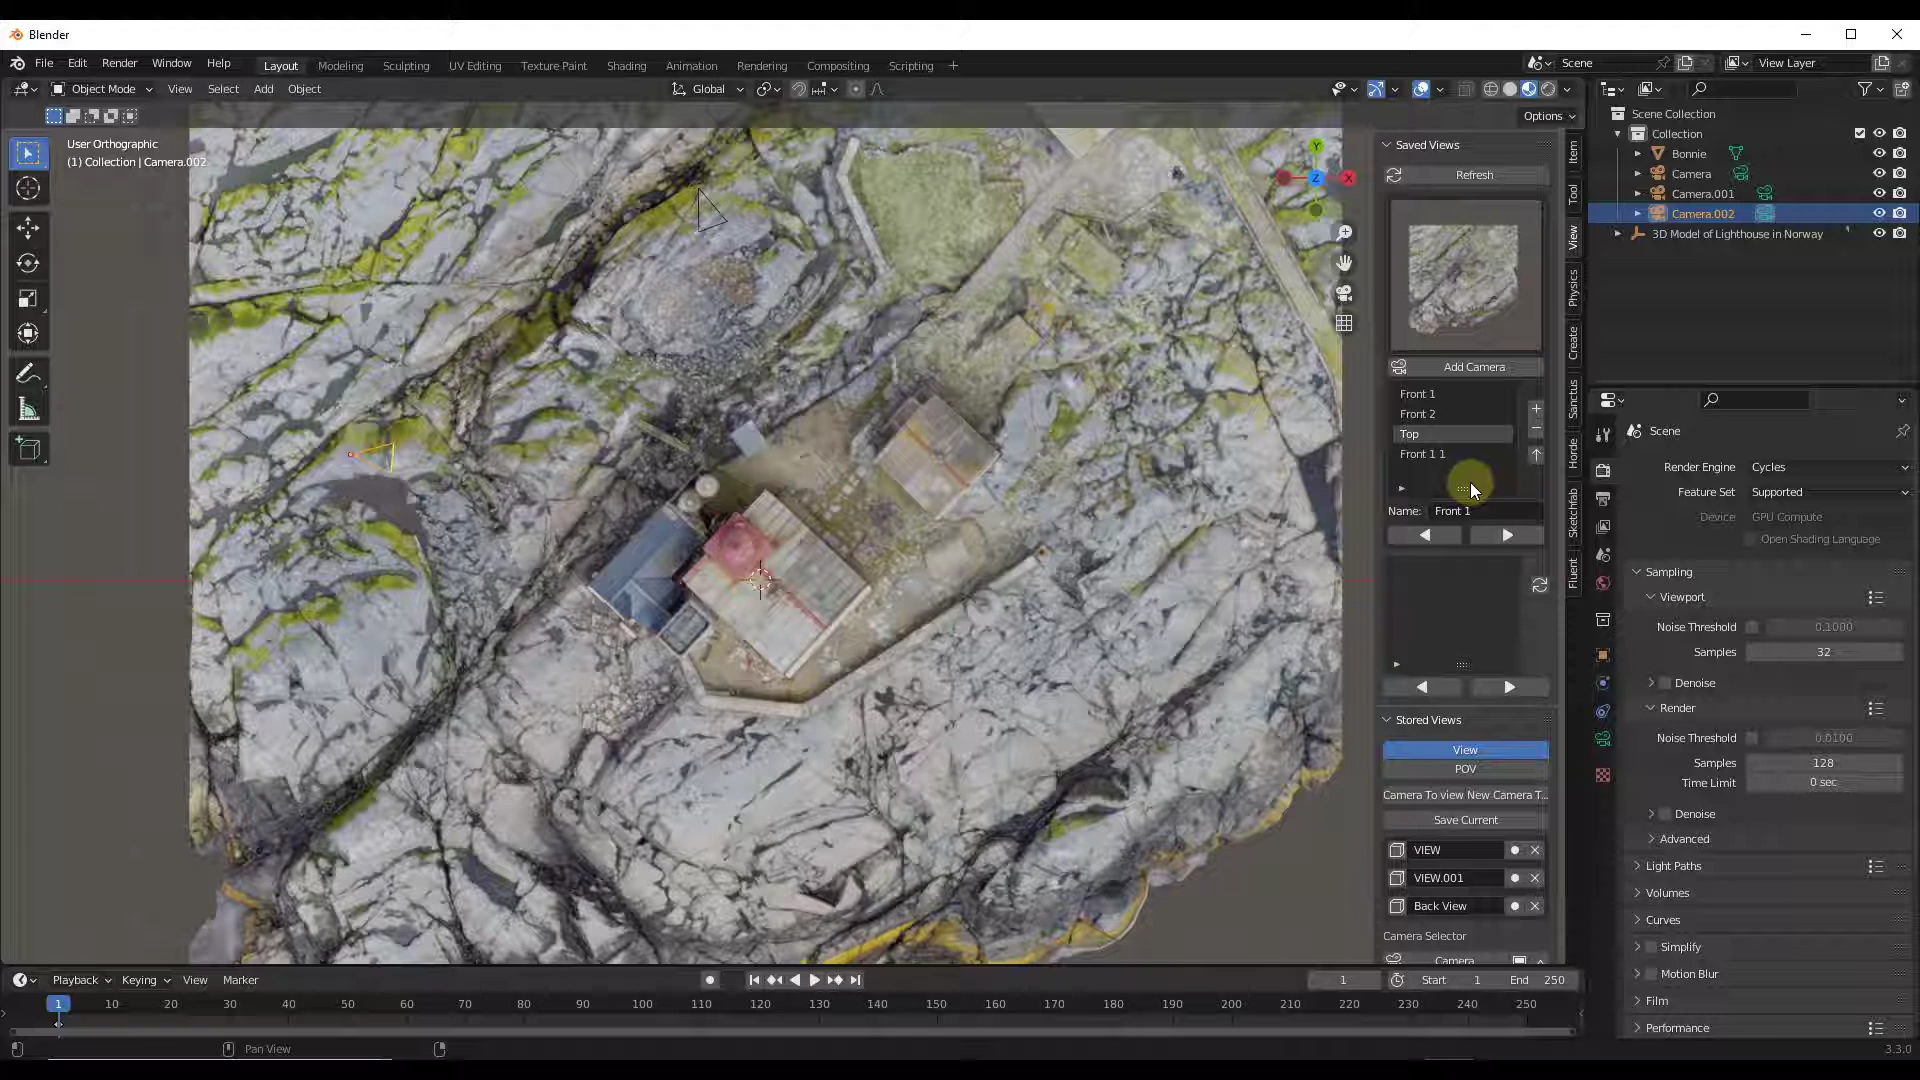 Blender
File Edit Render Window Help Layout Modeling Sculpting UV Editing Texture Paint Shading Animation Rendering Compositing Scripting + Scene View Layer
Object Mode View Select Add Object Global
Options
User Orthographic
(1) Collection | Camera.002
Y
Z
X
Saved Views
Refresh
Add Camera
Front 1
Front 2
Top
Front 1 1
Name: Front 1
Stored Views
View
POV
Camera To view New Camera T...
Save Current
VIEW
VIEW.001
Back View
Camera Selector
Camera
Item
Tool
View
Physics
Create
Sanctus
Horde
Sketchfab
Fluent
Scene Collection
Collection
Bonnie
Camera
Camera.001
Camera.002
3D Model of Lighthouse in Norway
Scene
Render Engine Cycles
Feature Set Supported
Device GPU Compute
Open Shading Language
Sampling
Viewport
Noise Threshold 0.1000
Samples 32
Denoise
Render
Noise Threshold 0.0100
Samples 128
Time Limit 0 sec
Denoise
Advanced
Light Paths
Volumes
Curves
Simplify
Motion Blur
Film
Performance
Playback Keying View Marker 1 Start 1 End 250
1 10 20 30 40 50 60 70 80 90 100 110 120 130 140 150 160 170 180 190 200 210 220 230 240 250
Pan View
3.3.0